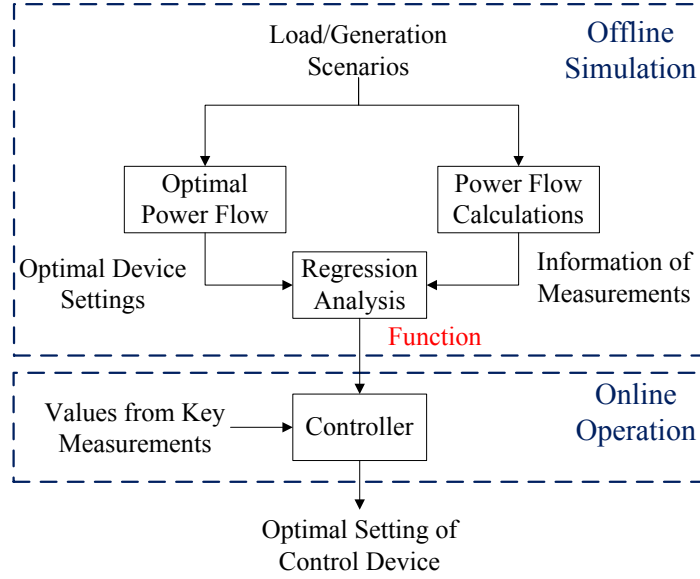 Load/Generation
Scenarios
Offline
Simulation
Optimal
Power Flow
Power Flow
Calculations
Optimal Device
Settings
Regression
Analysis
Information of
Measurements
Function
Values from Key
Measurements
Controller
Online
Operation
Optimal Setting of
Control Device